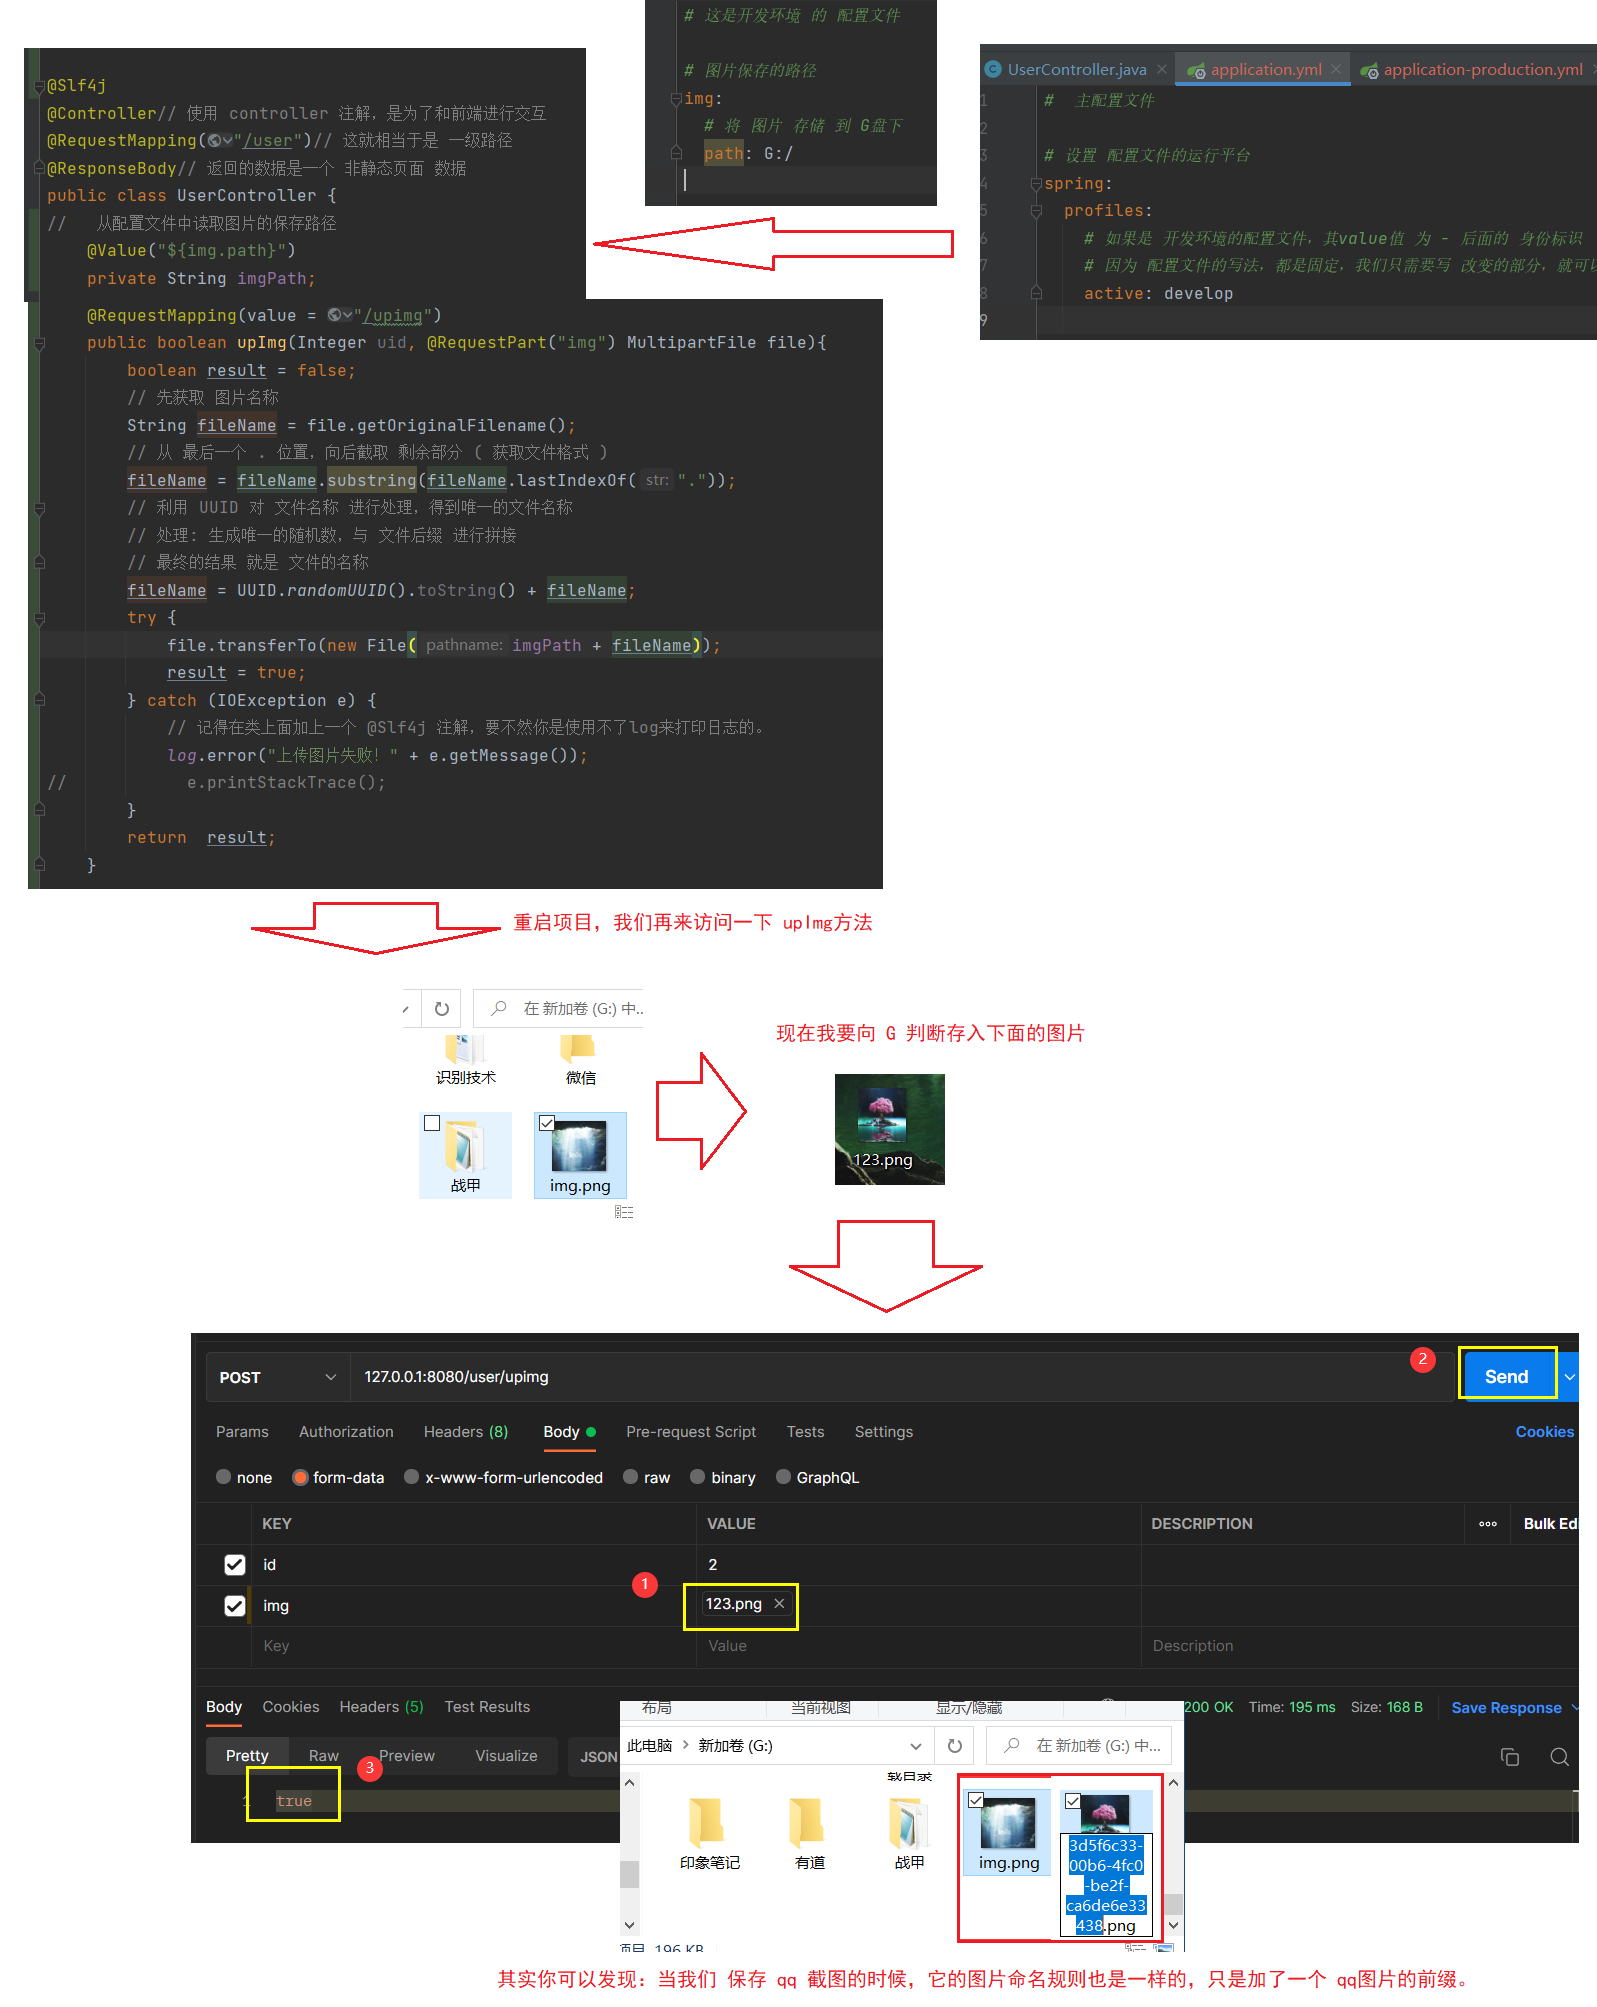 # 这是开发环境 的 配置文件
# 图片保存的路径
img:
# 将 图片 存储 到 G盘下
path: G:/
UserController.java
application.yml
application-production.yml
1 #  主配置文件
2
3 # 设置 配置文件的运行平台
4 spring:
5 profiles:
6 # 如果是 开发环境的配置文件，其value值 为 - 后面的 身份标识
7 # 因为 配置文件的写法，都是固定，我们只需要写 改变的部分，就可以
8 active: develop
9
@Slf4j
@Controller// 使用 controller 注解，是为了和前端进行交互
@RequestMapping("/user")// 这就相当于是 一级路径
@ResponseBody// 返回的数据是一个 非静态页面 数据
public class UserController {
//   从配置文件中读取图片的保存路径
@Value("${img.path}")
private String imgPath;
@RequestMapping(value = "/upimg")
public boolean upImg(Integer uid, @RequestPart("img") MultipartFile file){
boolean result = false;
// 先获取 图片名称
String fileName = file.getOriginalFilename();
// 从 最后一个 . 位置，向后截取 剩余部分 ( 获取文件格式 )
fileName = fileName.substring(fileName.lastIndexOf( str: "."));
// 利用 UUID 对 文件名称 进行处理，得到唯一的文件名称
// 处理: 生成唯一的随机数，与 文件后缀 进行拼接
// 最终的结果 就是 文件的名称
fileName = UUID.randomUUID().toString() + fileName;
try {
file.transferTo(new File( pathname: imgPath + fileName));
result = true;
} catch (IOException e) {
// 记得在类上面加上一个 @Slf4j 注解，要不然你是使用不了log来打印日志的。
log.error("上传图片失败！" + e.getMessage());
// e.printStackTrace();
}
return  result;
}
重启项目，我们再来访问一下 upImg方法
在 新加卷 (G:) 中...
识别技术
微信
战甲
img.png
现在我要向 G 判断存入下面的图片
123.png
POST
127.0.0.1:8080/user/upimg
2
Send
Params Authorization Headers (8) Body Pre-request Script Tests Settings Cookies
none form-data x-www-form-urlencoded raw binary GraphQL
KEY VALUE DESCRIPTION ooo Bulk Edi
id 2
1
img 123.png
Key Value Description
Body Cookies Headers (5) Test Results 200 OK Time: 195 ms Size: 168 B Save Response
Pretty Raw Preview Visualize JSON
3
1 true
布局 当前视图 显示/隐藏
此电脑 新加卷 (G:) 在 新加卷 (G:) 中...
载目录
印象笔记
有道
战甲
img.png
3d5f6c33-
00b6-4fc0
-be2f-
ca6de6e33
438.png
项目 196 KB
其实你可以发现：当我们 保存 qq 截图的时候，它的图片命名规则也是一样的，只是加了一个 qq图片的前缀。